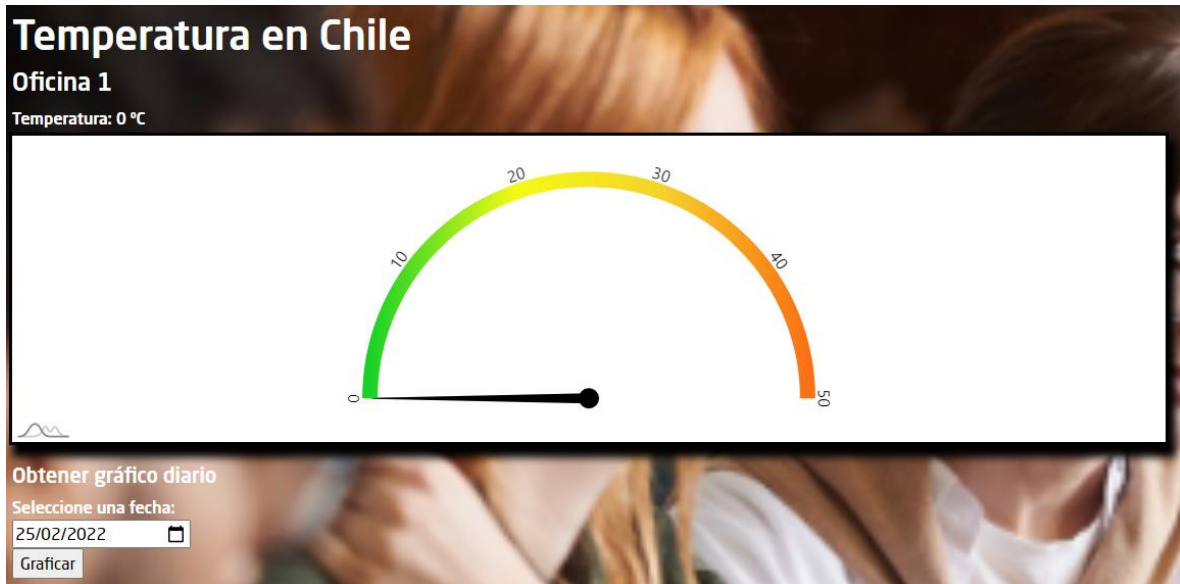 Temperatura en Chile
Oficina 1
Temperatura: 0 ºC
0
10
20
30
40
50
Obtener gráfico diario
Seleccione una fecha:
25/02/2022
Graficar